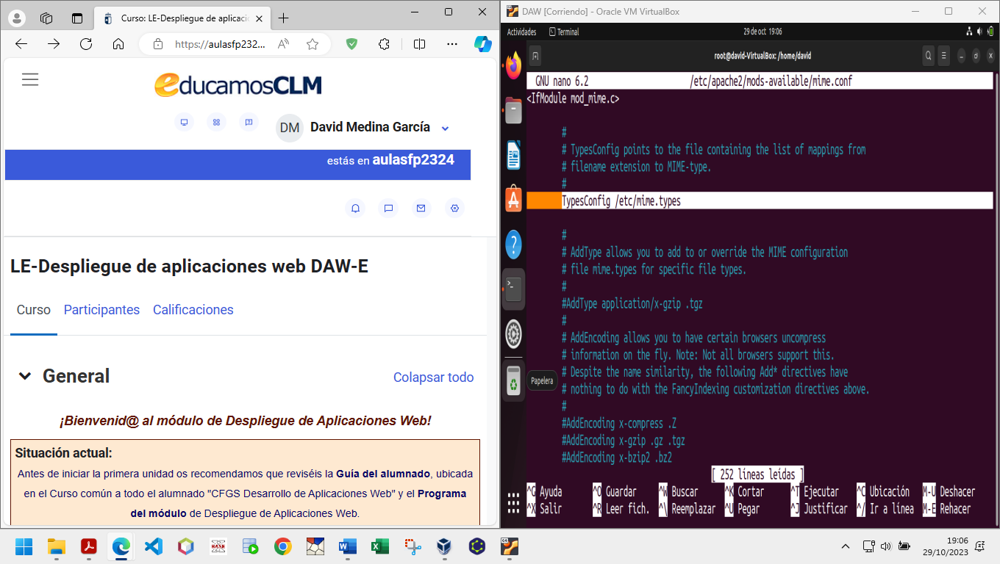 Curso: LE-Despliegue de aplicacio
https://aulasfp232...
educamosCLM
DM David Medina García
estás en aulasfp2324
LE-Despliegue de aplicaciones web DAW-E
Curso Participantes Calificaciones
General Colapsar todo
¡Bienvenid@ al módulo de Despliegue de Aplicaciones Web!
Situación actual:
Antes de iniciar la primera unidad os recomendamos que reviséis la Guía del alumnado, ubicada
en el Curso común a todo el alumnado "CFGS Desarrollo de Aplicaciones Web" y el Programa
del módulo de Despliegue de Aplicaciones Web.
DAW [Corriendo] - Oracle VM VirtualBox
Actividades Terminal 29 de oct 19:06
root@david-VirtualBox: /home/david
GNU nano 6.2 /etc/apache2/mods-available/mime.conf
<IfModule mod_mime.c>
#
# TypesConfig points to the file containing the list of mappings from
# filename extension to MIME-type.
#
TypesConfig /etc/mime.types
#
# AddType allows you to add to or override the MIME configuration
# file mime.types for specific file types.
#
#AddType application/x-gzip .tgz
#
# AddEncoding allows you to have certain browsers uncompress
# information on the fly. Note: Not all browsers support this.
# Despite the name similarity, the following Add* directives have
# nothing to do with the FancyIndexing customization directives above.
#
#AddEncoding x-compress .Z
#AddEncoding x-gzip .gz .tgz
#AddEncoding x-bzip2 .bz2
[ 252 líneas leídas ]
^G Ayuda ^O Guardar ^W Buscar ^K Cortar ^T Ejecutar ^C Ubicación M-U Deshacer
^X Salir ^R Leer fich. ^\ Reemplazar ^U Pegar ^J Justificar ^/ Ir a línea M-E Rehacer
Papelera
19:06
29/10/2023